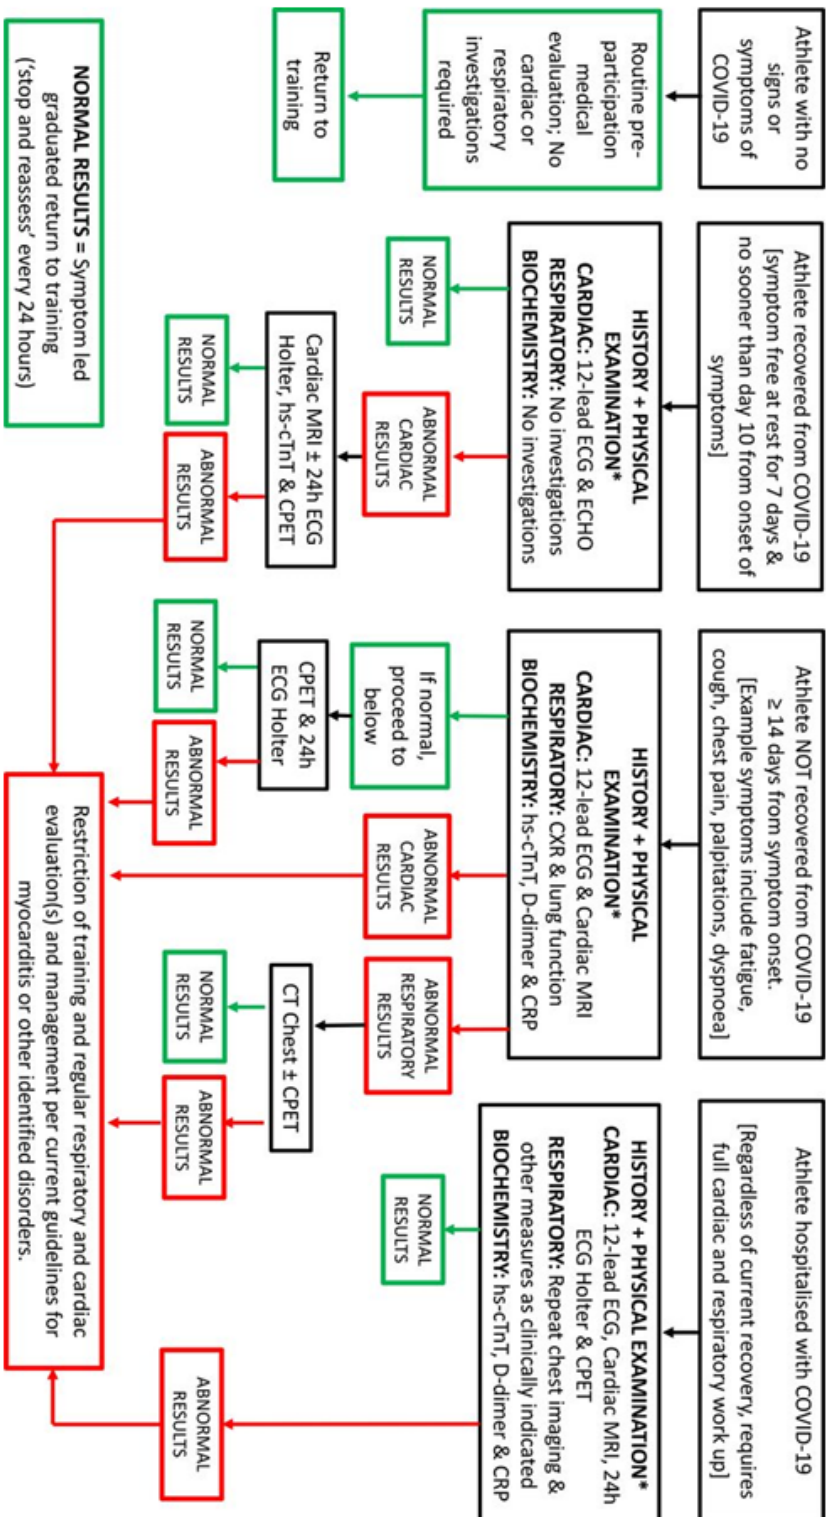 Athlete with no
signs or
symptoms of
COVID-19
Routine pre-
participation
medical
evaluation; No
cardiac or
respiratory
investigations
required
Return to
training
Athlete recovered from COVID-19
[symptom free at rest for 7 days &
no sooner than day 10 from onset of
symptoms]
HISTORY + PHYSICAL
EXAMINATION*
CARDIAC: 12-lead ECG & ECHO
RESPIRATORY: No investigations
BIOCHEMISTRY: No investigations
NORMAL
RESULTS
ABNORMAL
CARDIAC
RESULTS
Cardiac MRI ± 24h ECG
Holter, hs-cTnT & CPET
NORMAL
RESULTS
ABNORMAL
RESULTS
Athlete NOT recovered from COVID-19
≥ 14 days from symptom onset.
[Example symptoms include fatigue,
cough, chest pain, palpitations, dyspnoea]
HISTORY + PHYSICAL
EXAMINATION*
CARDIAC: 12-lead ECG & Cardiac MRI
RESPIRATORY: CXR & lung function
BIOCHEMISTRY: hs-cTnT, D-dimer & CRP
If normal,
proceed to
below
CPET & 24h
ECG Holter
NORMAL
RESULTS
ABNORMAL
RESULTS
ABNORMAL
CARDIAC
RESULTS
ABNORMAL
RESPIRATORY
RESULTS
CT Chest ± CPET
NORMAL
RESULTS
ABNORMAL
RESULTS
Athlete hospitalised with COVID-19
[Regardless of current recovery, requires
full cardiac and respiratory work up]
HISTORY + PHYSICAL EXAMINATION*
CARDIAC: 12-lead ECG, Cardiac MRI, 24h
ECG Holter & CPET
RESPIRATORY: Repeat chest imaging &
other measures as clinically indicated
BIOCHEMISTRY: hs-cTnT, D-dimer & CRP
NORMAL
RESULTS
ABNORMAL
RESULTS
NORMAL RESULTS = Symptom led
graduated return to training
('stop and reassess' every 24 hours)
Restriction of training and regular respiratory and cardiac
evaluation(s) and management per current guidelines for
myocarditis or other identified disorders.